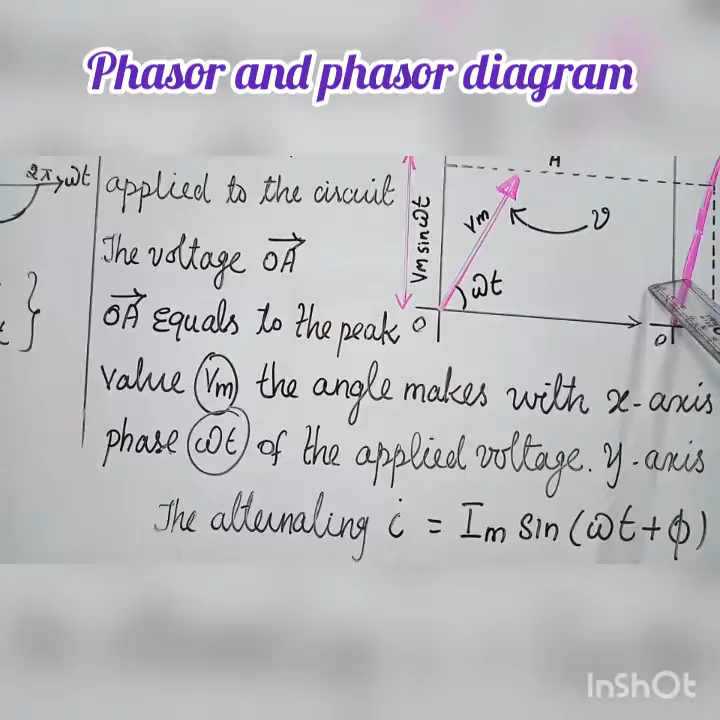 Phasor and phasor diagram
2π ωt
applied to the circuit
The voltage OA
OA equals to the peak
value Vm the angle makes with x-axis
phase ωt of the applied voltage. y-axis
The alternaling i = Im sin (ωt + φ)
Vm sin ωt
Vm
v
ωt
O
O
InShOt